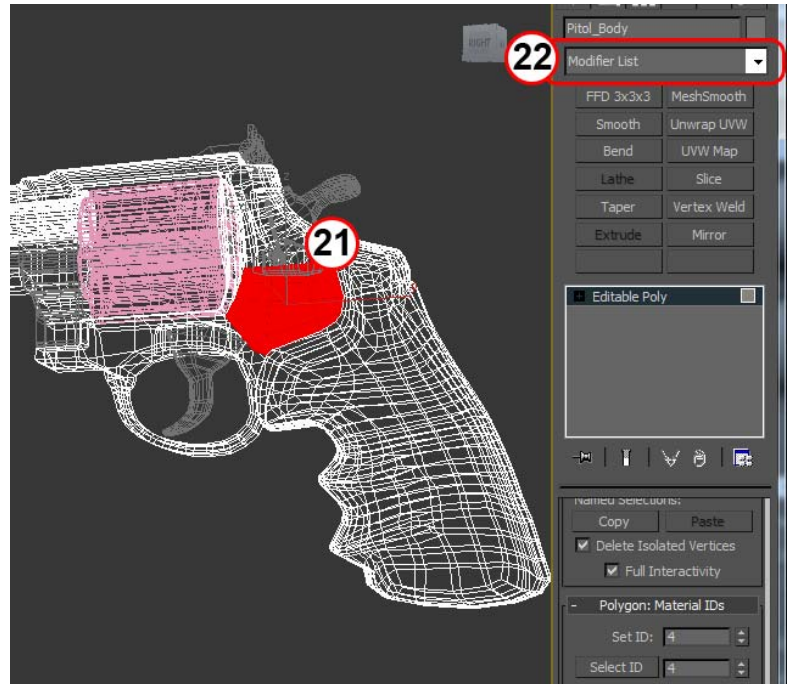 Pitol_Body
RIGHT
22
Modifier List
FFD 3x3x3 MeshSmooth
Smooth Unwrap UVW
Bend UVW Map
Lathe Slice
Taper Vertex Weld
Extrude Mirror
21
Editable Poly
Named Selections:
Copy Paste
Delete Isolated Vertices
Full Interactivity
- Polygon: Material IDs
Set ID: 4
Select ID 4